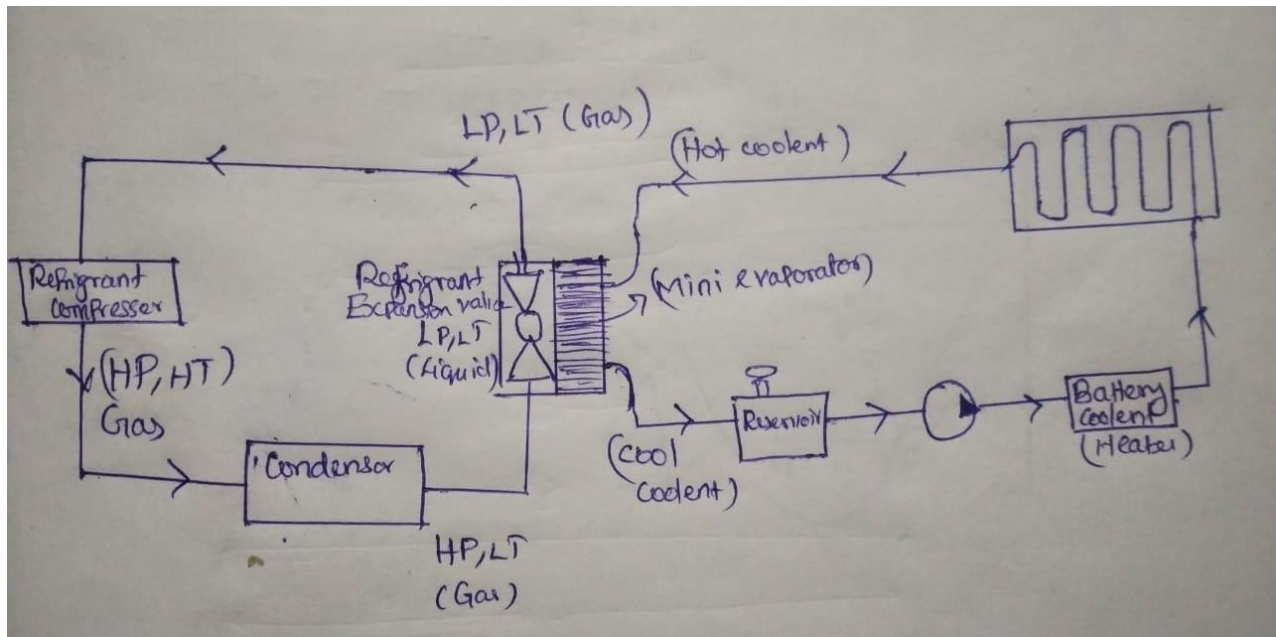 LP, LT (Gas)
(Hot coolent)
Refrigrant
Compresser
Refrigrant
Expansion valve
LP, LT
(Liquid)
(Mini evaporator)
(HP, HT)
Gas
Condensor
HP, LT
(Gas)
(Cool
Coolent)
Reservoir
Battery
Coolent
(Heater)